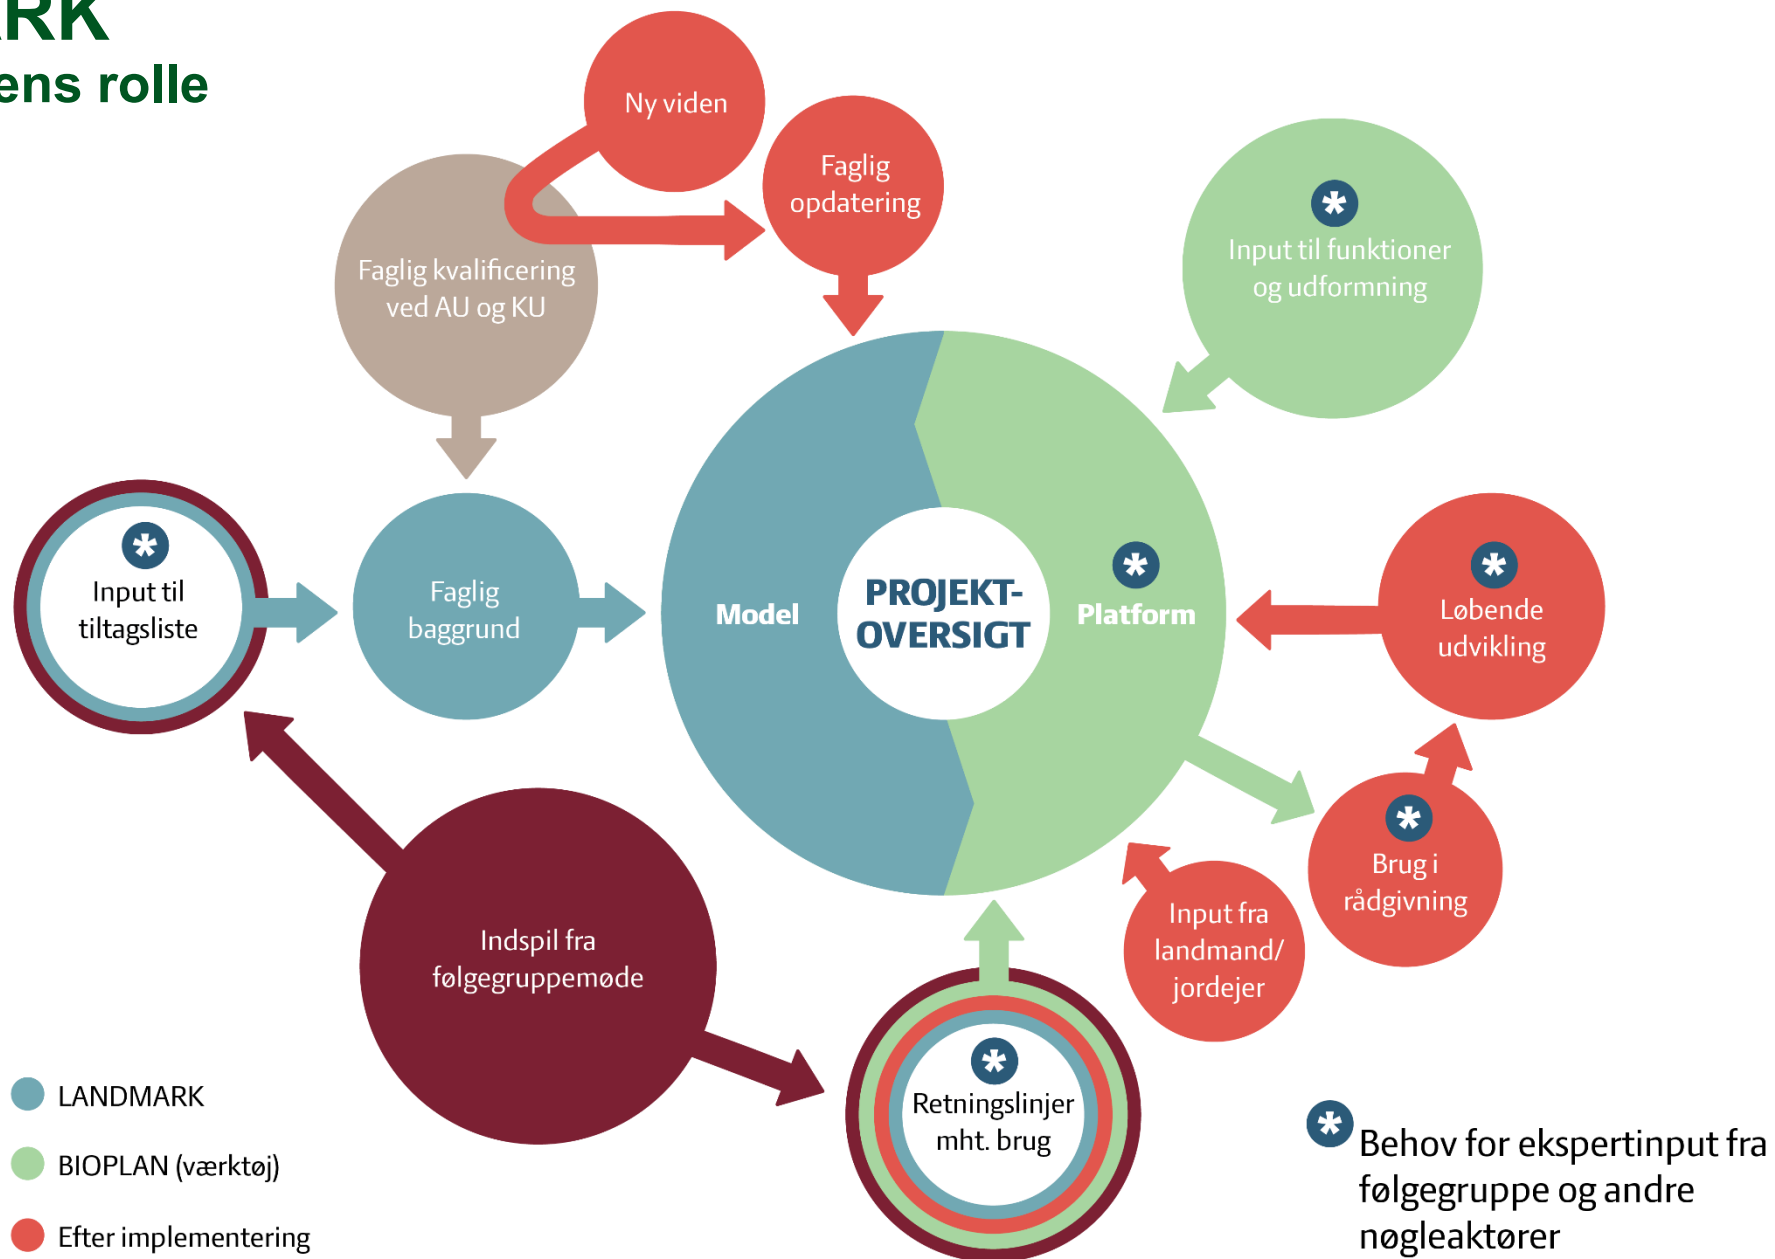 ARK
ens rolle
Ny viden
Faglig
opdatering
Faglig kvalificering
ved AU og KU
*
Input til funktioner
og udformning
*
Input til
tiltagsliste
Faglig
baggrund
Model
PROJEKT-
OVERSIGT
*
Platform
*
Løbende
udvikling
*
Brug i
rådgivning
Input fra
landmand/
jordejer
Indspil fra
følgegruppemøde
*
Retningslinjer
mht. brug
LANDMARK
BIOPLAN (værktøj)
Efter implementering
*
Behov for ekspertinput fra
følgegruppe og andre
nøgleaktører